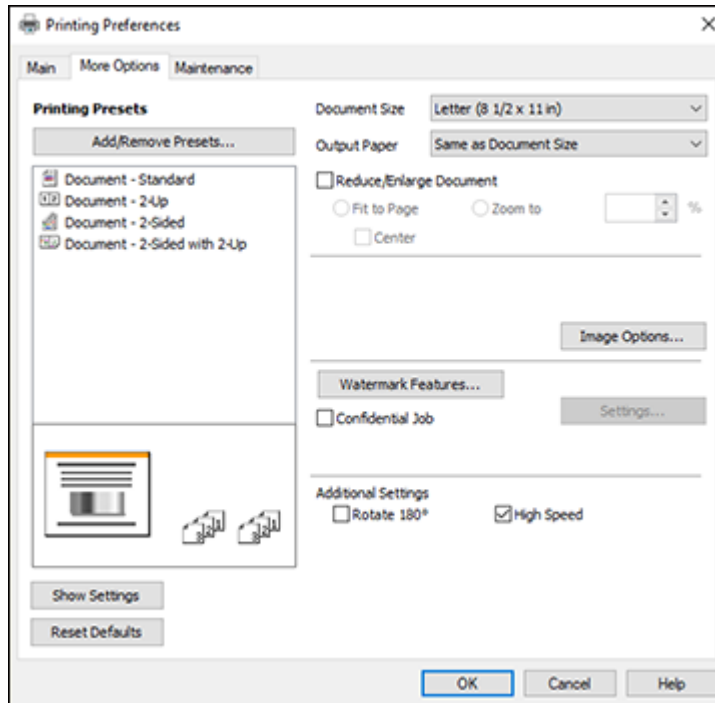 Printing Preferences
Main More Options Maintenance
Printing Presets
Add/Remove Presets...
Document - Standard
Document - 2-Up
Document - 2-Sided
Document - 2-Sided with 2-Up
Show Settings
Reset Defaults
Document Size Letter (8 1/2 x 11 in)
Output Paper Same as Document Size
Reduce/Enlarge Document
Fit to Page Zoom to %
Center
Image Options...
Watermark Features...
Confidential Job Settings...
Additional Settings
Rotate 180° High Speed
OK Cancel Help